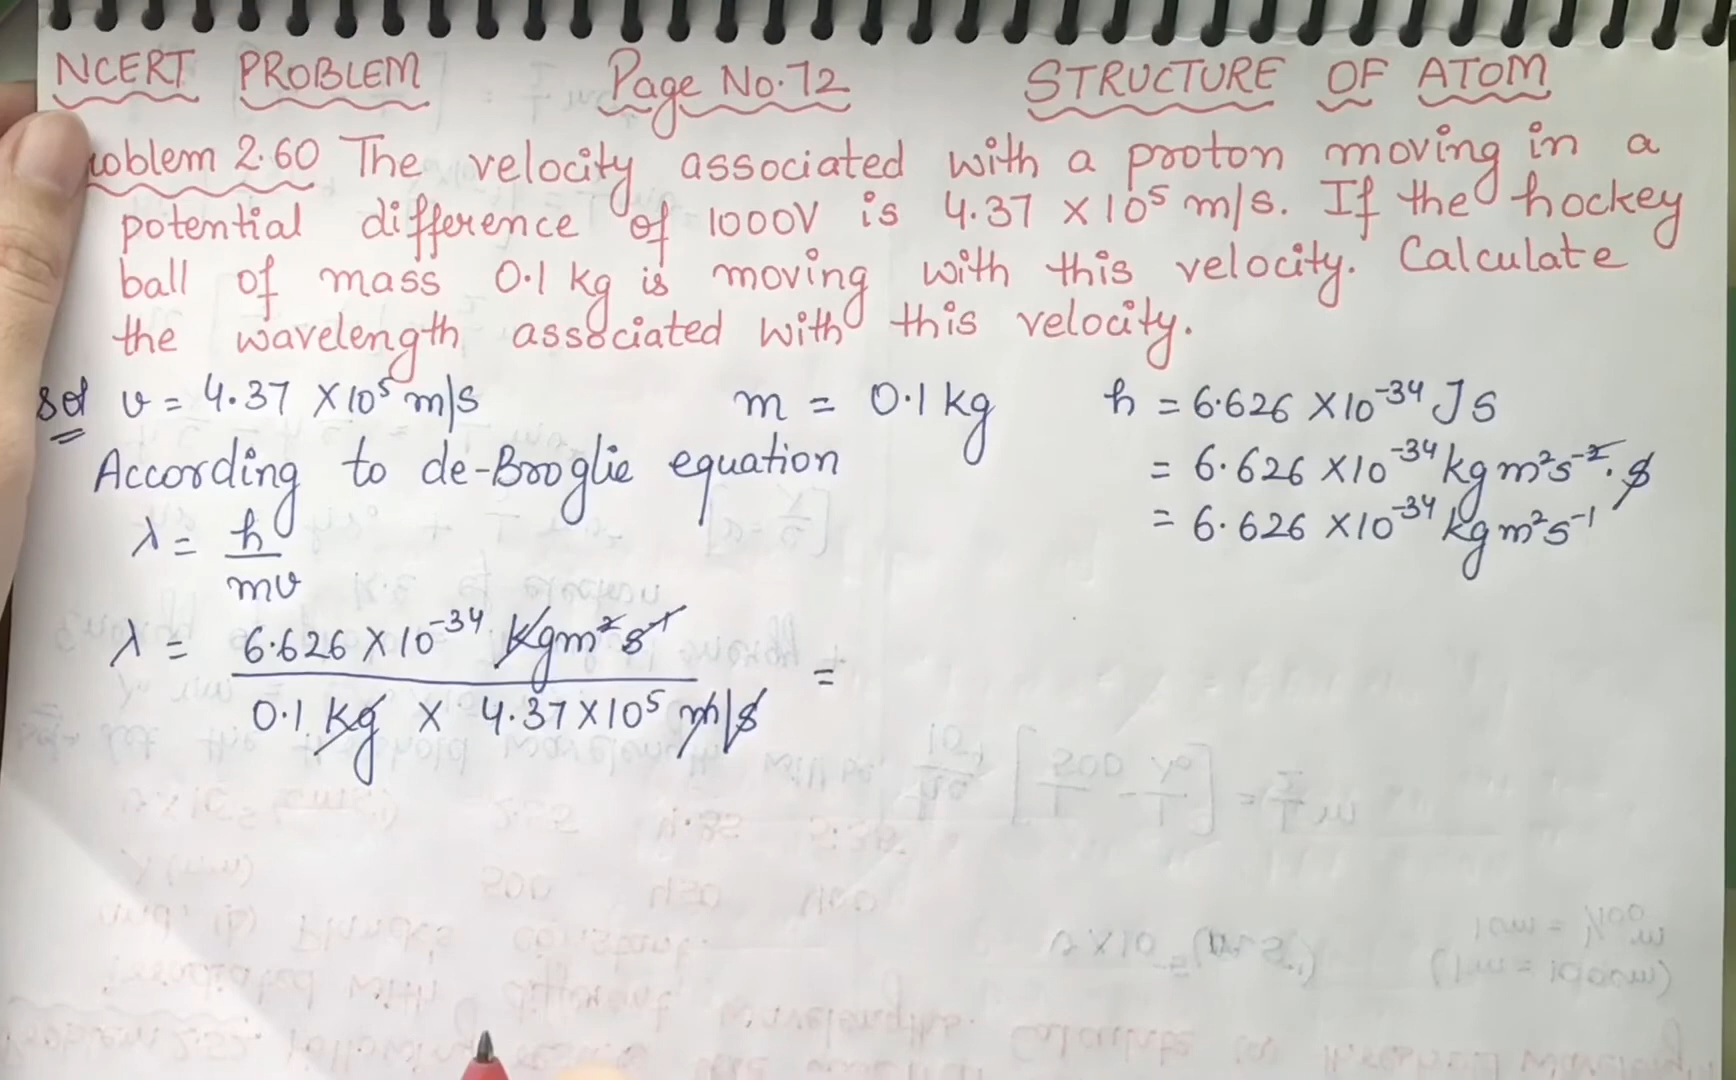 NCERT PROBLEM Page No.72 STRUCTURE OF ATOM
roblem 2.60 The velocity associated with a proton moving in a
potential difference of 1000V is 4.37 × 10⁵ m/s. If the hockey
ball of mass 0.1 kg is moving with this velocity. Calculate
the wavelength associated with this velocity.
Sol v = 4.37 × 10⁵ m/s m = 0.1 kg h = 6.626 × 10⁻³⁴ JS
According to de-Broglie equation = 6.626 × 10⁻³⁴ kg m²s⁻². s
λ = h/mv = 6.626 × 10⁻³⁴ kg m²s⁻¹
λ = 6.626 × 10⁻³⁴ Kgm²s⁻¹ =
0.1 kg × 4.37 × 10⁵ m/s